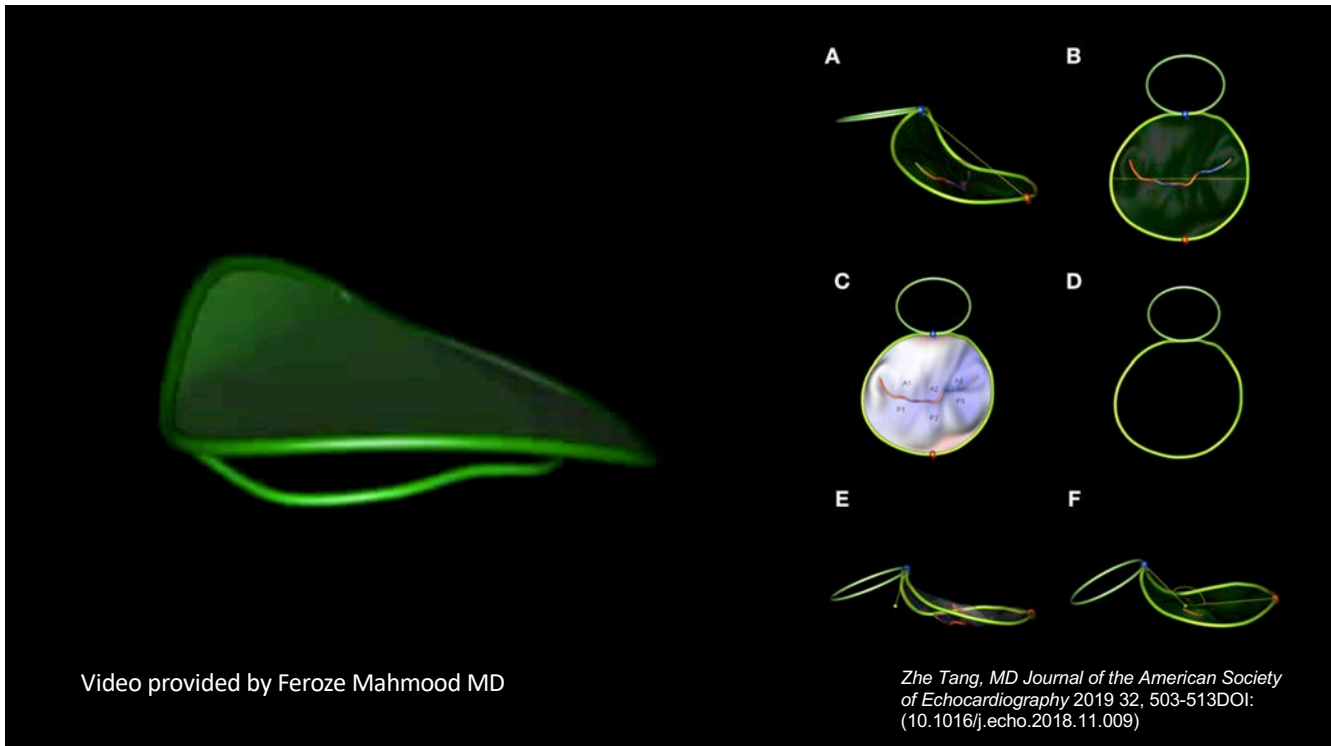 A
B
C
D
A1
A2
A3
P1
P2
P3
E
F
Video provided by Feroze Mahmood MD
Zhe Tang, MD Journal of the American Society
of Echocardiography 2019 32, 503-513DOI:
(10.1016/j.echo.2018.11.009)